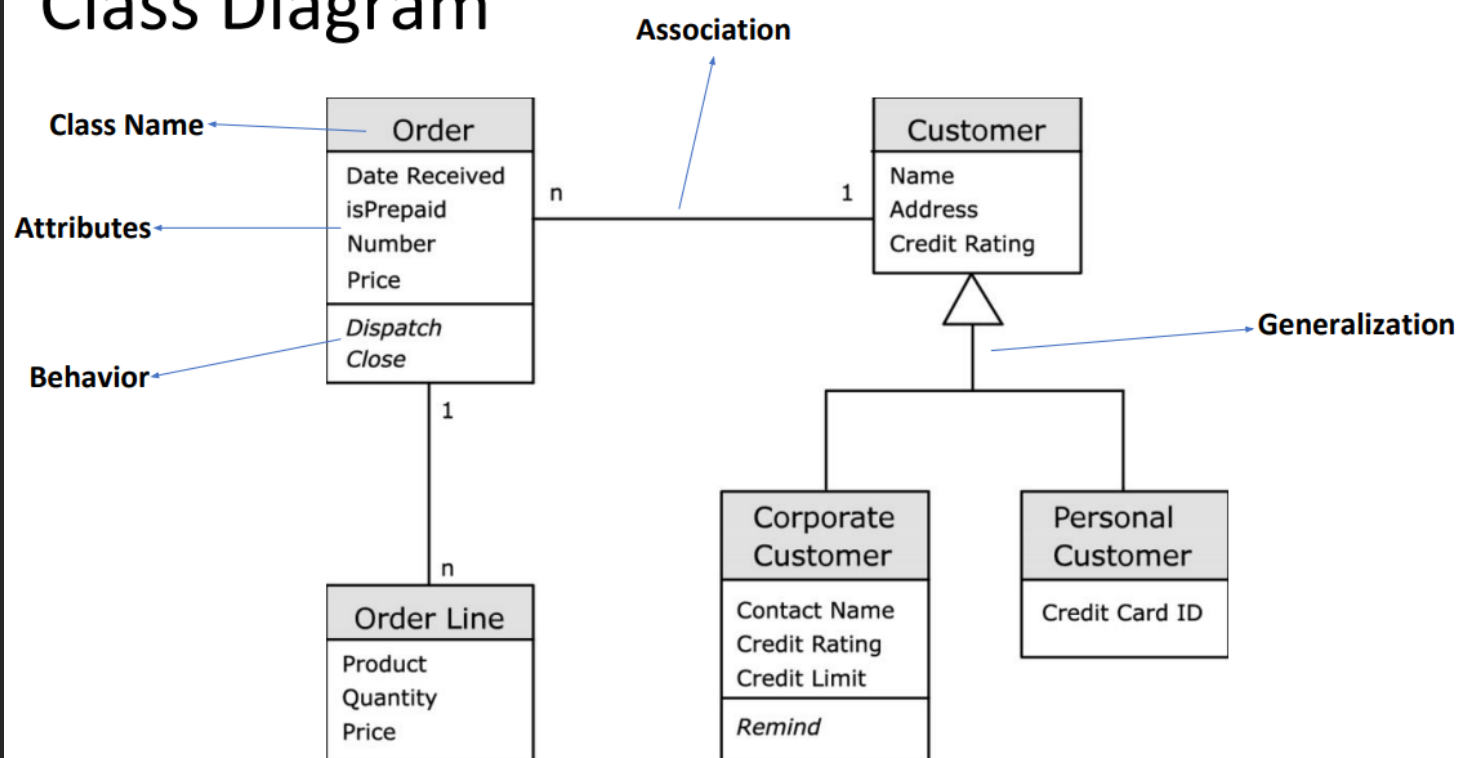 Class Diagram
Association
Class Name
Order
Customer
Date Received
isPrepaid
Number
Price
n
1
Name
Address
Credit Rating
Attributes
Dispatch
Close
Behavior
Generalization
1
n
Order Line
Product
Quantity
Price
Corporate
Customer
Contact Name
Credit Rating
Credit Limit
Remind
Personal
Customer
Credit Card ID